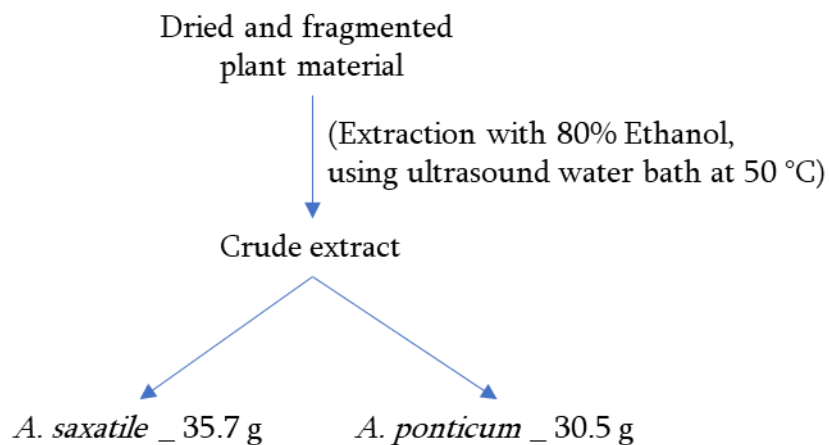 Dried and fragmented
plant material
(Extraction with 80% Ethanol,
using ultrasound water bath at 50 °C)
Crude extract
A. saxatile _ 35.7 g
A. ponticum _ 30.5 g